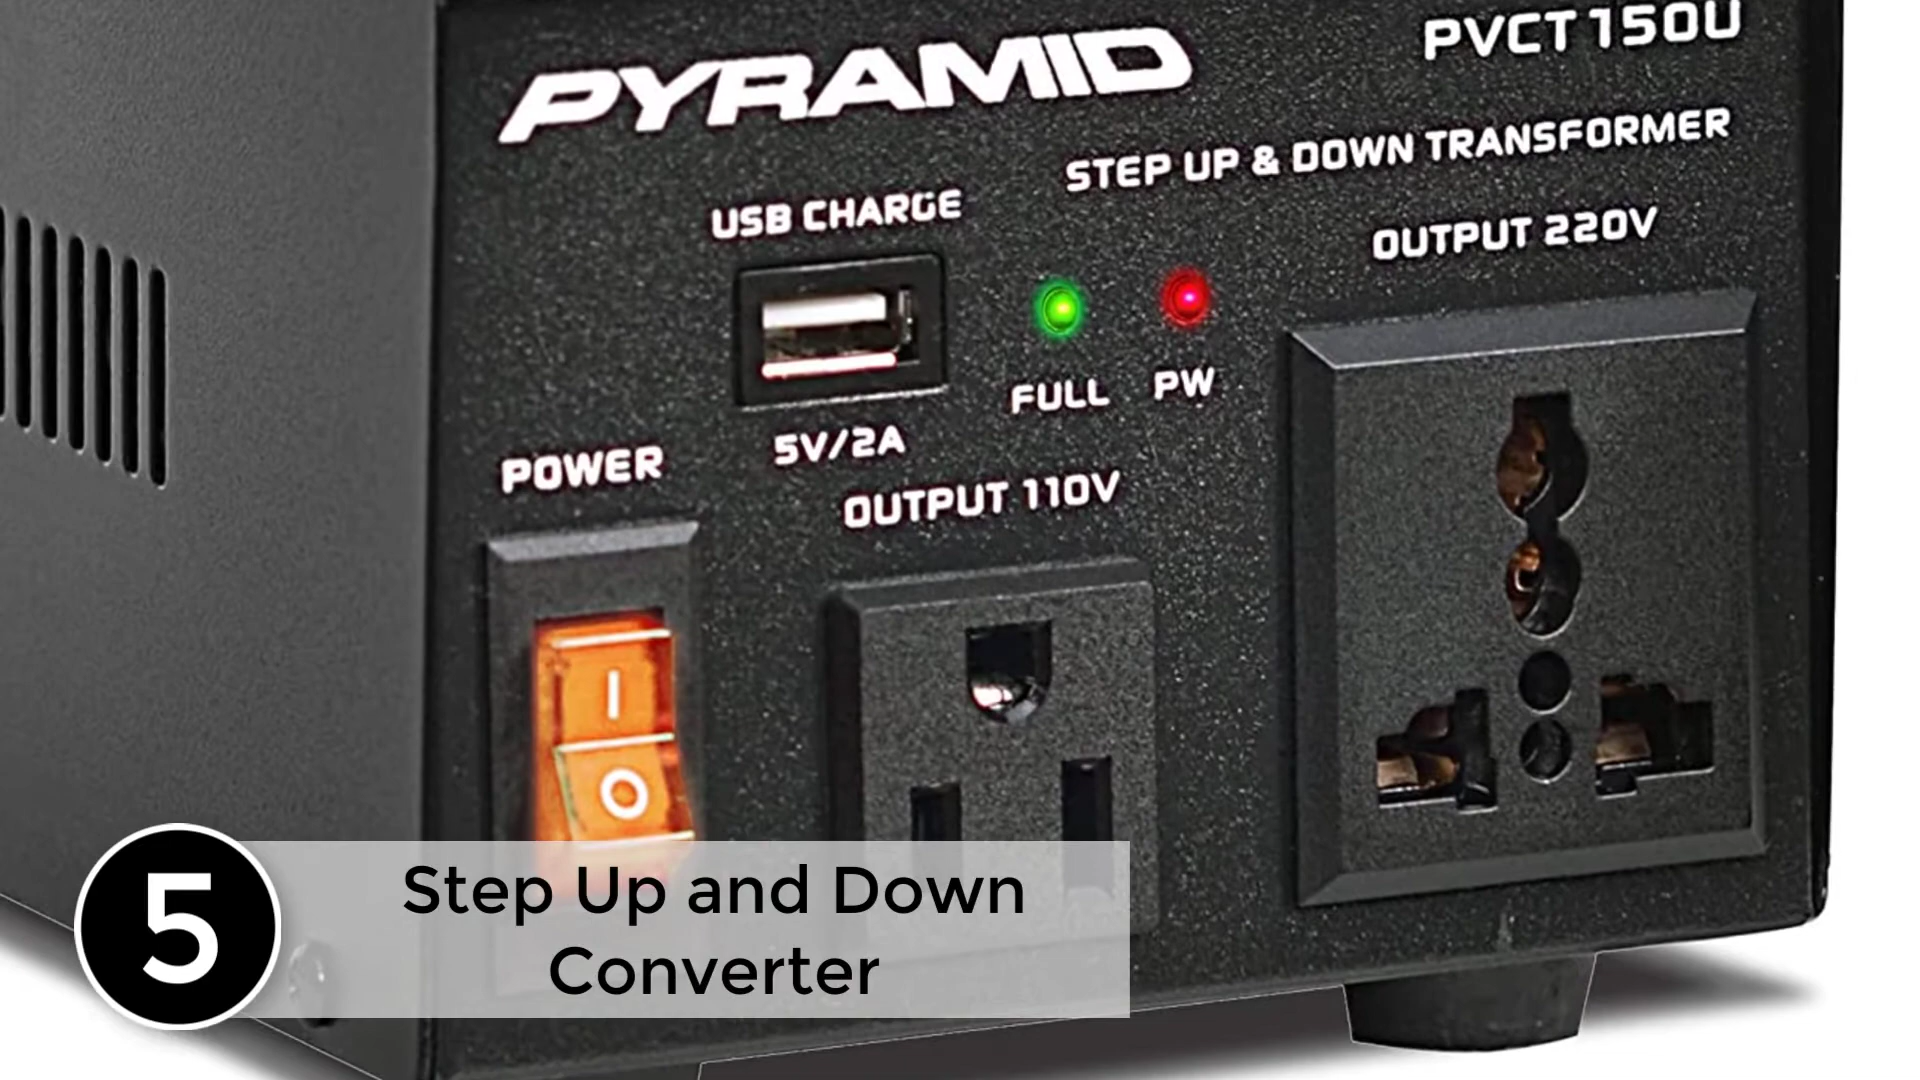 PYRAMID
PVCT 150U
STEP UP & DOWN TRANSFORMER
USB CHARGE
OUTPUT 220V
FULL
PW
5V/2A
POWER
OUTPUT 110V
I
O
5
Step Up and Down
Converter